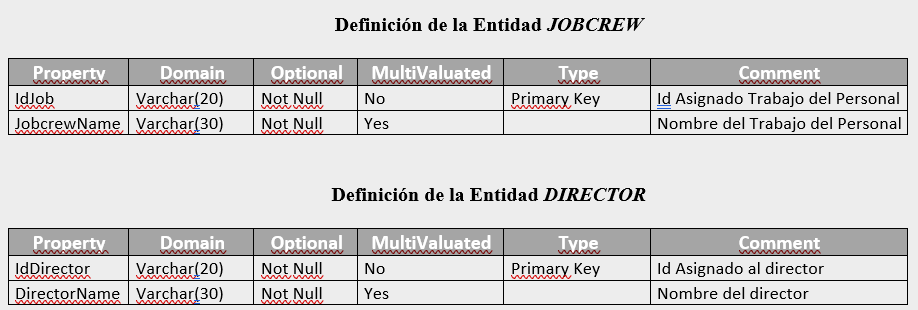 Definición de la Entidad JOBCREW
Property Domain Optional MultiValuated Type Comment
IdJob Varchar(20) Not Null No Primary Key Id Asignado Trabajo del Personal
JobcrewName Varchar(30) Not Null Yes Nombre del Trabajo del Personal
Definición de la Entidad DIRECTOR
Property Domain Optional MultiValuated Type Comment
IdDirector Varchar(20) Not Null No Primary Key Id Asignado al director
DirectorName Varchar(30) Not Null Yes Nombre del director